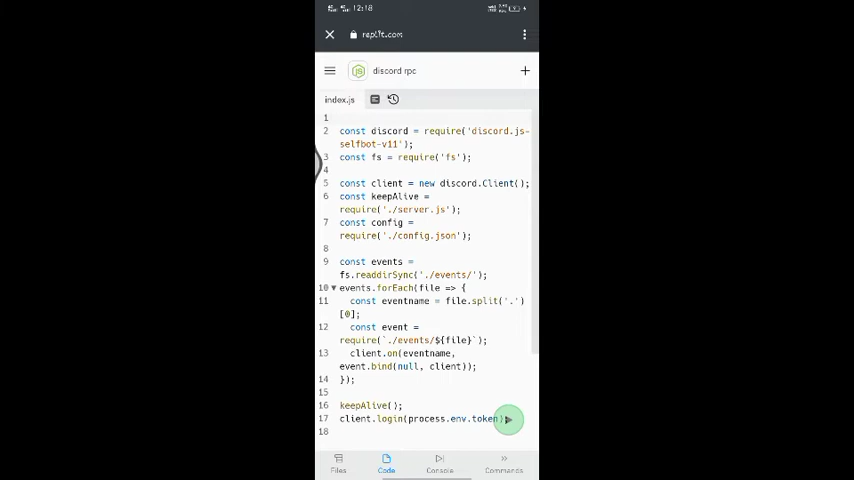 12:18
replit.com
discord rpc
index.js
1
2 const discord = require('discord.js-
selfbot-v11');
3 const fs = require('fs');
4
5 const client = new discord.Client();
6 const keepAlive =
require('./server.js');
7 const config =
require('./config.json');
8
9 const events =
fs.readdirSync('./events/');
10 events.forEach(file => {
11 const eventname = file.split('.')
[0];
12 const event =
require(`./events/${file}`);
13 client.on(eventname,
event.bind(null, client));
14 });
15
16 keepAlive();
17 client.login(process.env.token)
18
Files Code Console Commands